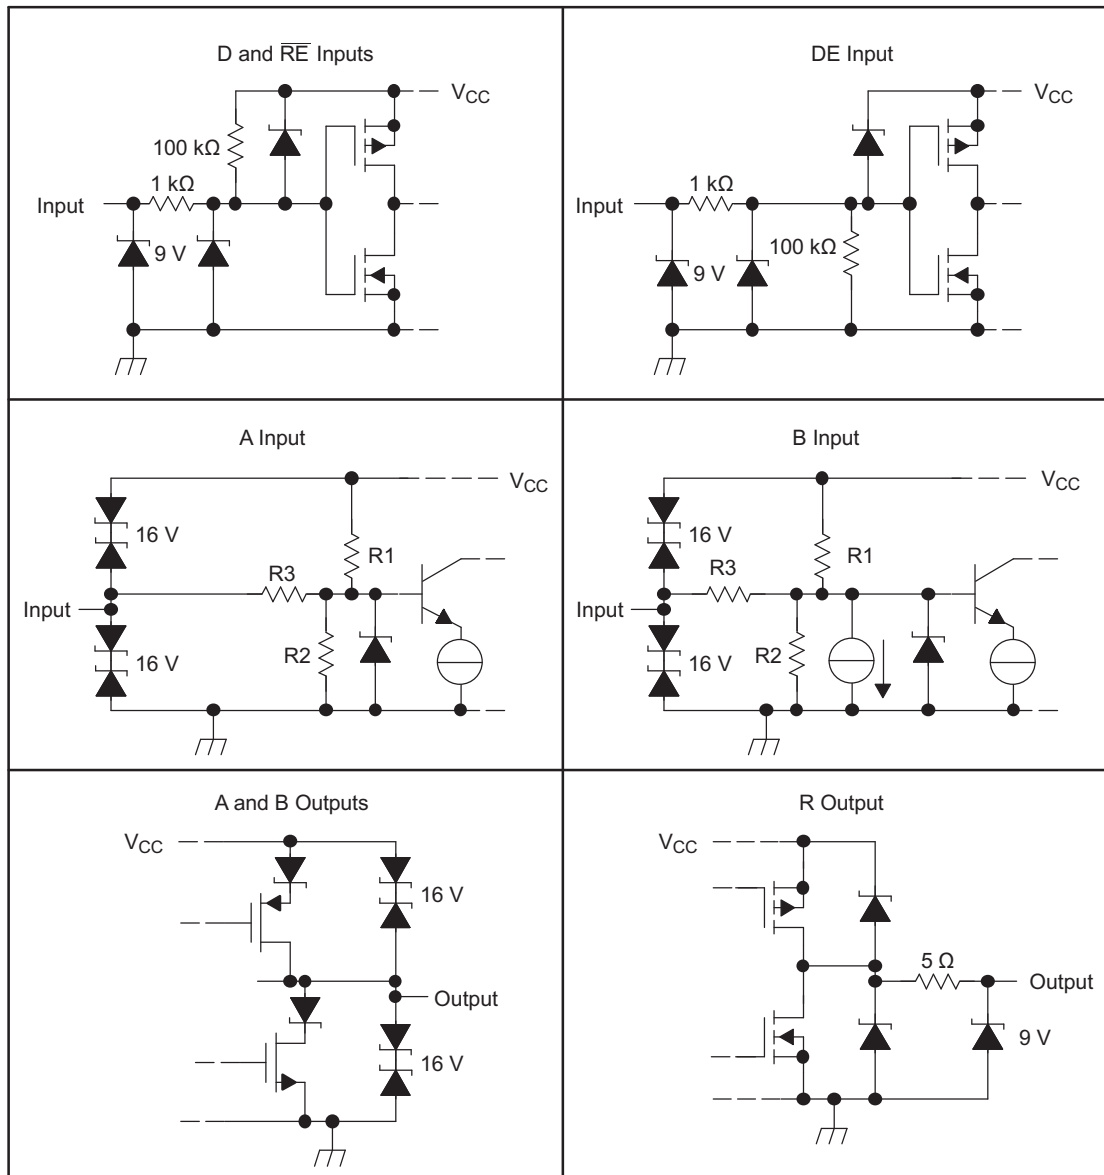 D and R̅E̅ Inputs
V_CC
100 kΩ
1 kΩ
Input
9 V
DE Input
V_CC
1 kΩ
Input
100 kΩ
9 V
A Input
V_CC
16 V
R1
R3
Input
16 V
R2
B Input
V_CC
16 V
R1
R3
Input
16 V
R2
A and B Outputs
V_CC
16 V
Output
16 V
R Output
V_CC
5 Ω
Output
9 V